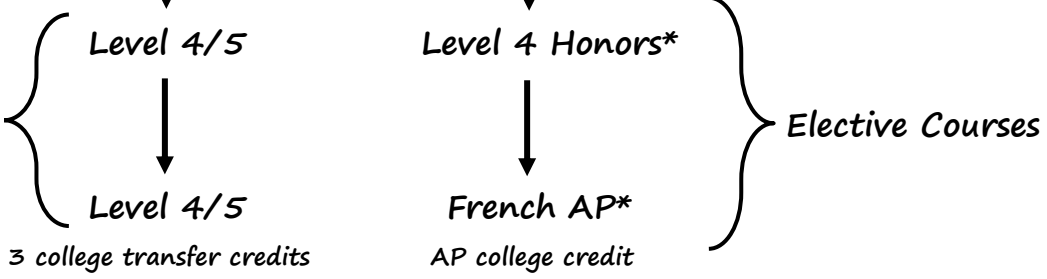 Level 4/5
Level 4 Honors*
Elective Courses
Level 4/5
French AP*
3 college transfer credits
AP college credit